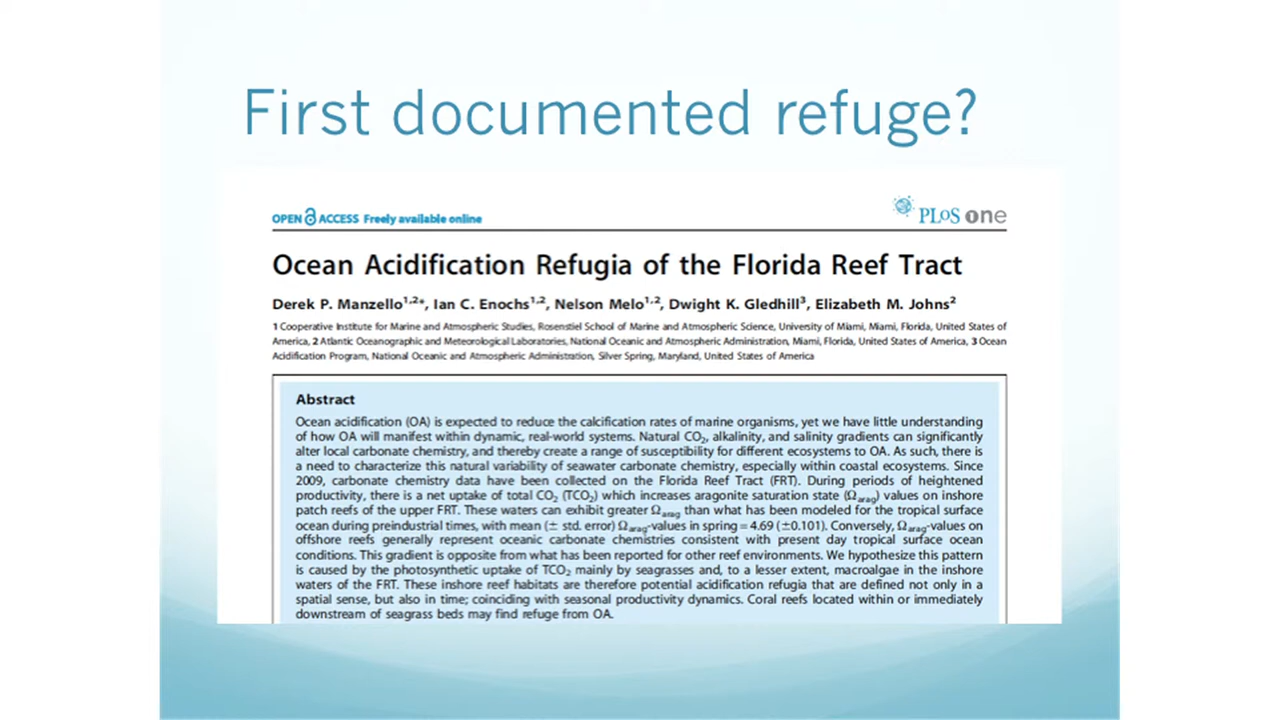 First documented refuge?
OPEN ACCESS Freely available online
PLoS one
Ocean Acidification Refugia of the Florida Reef Tract
Derek P. Manzello1,2*, Ian C. Enochs1,2, Nelson Melo1,2, Dwight K. Gledhill3, Elizabeth M. Johns2
1 Cooperative Institute for Marine and Atmospheric Studies, Rosenstiel School of Marine and Atmospheric Science, University of Miami, Miami, Florida, United States of
America, 2 Atlantic Oceanographic and Meteorological Laboratories, National Oceanic and Atmospheric Administration, Miami, Florida, United States of America, 3 Ocean
Acidification Program, National Oceanic and Atmospheric Administration, Silver Spring, Maryland, United States of America
Abstract
Ocean acidification (OA) is expected to reduce the calcification rates of marine organisms, yet we have little understanding
of how OA will manifest within dynamic, real-world systems. Natural CO2, alkalinity, and salinity gradients can significantly
alter local carbonate chemistry, and thereby create a range of susceptibility for different ecosystems to OA. As such, there is
a need to characterize this natural variability of seawater carbonate chemistry, especially within coastal ecosystems. Since
2009, carbonate chemistry data have been collected on the Florida Reef Tract (FRT). During periods of heightened
productivity, there is a net uptake of total CO2 (TCO2) which increases aragonite saturation state (Ωarag) values on inshore
patch reefs of the upper FRT. These waters can exhibit greater Ωarag than what has been modeled for the tropical surface
ocean during preindustrial times, with mean (± std. error) Ωarag-values in spring = 4.69 (±0.101). Conversely, Ωarag-values on
offshore reefs generally represent oceanic carbonate chemistries consistent with present day tropical surface ocean
conditions. This gradient is opposite from what has been reported for other reef environments. We hypothesize this pattern
is caused by the photosynthetic uptake of TCO2 mainly by seagrasses and, to a lesser extent, macroalgae in the inshore
waters of the FRT. These inshore reef habitats are therefore potential acidification refugia that are defined not only in a
spatial sense, but also in time; coinciding with seasonal productivity dynamics. Coral reefs located within or immediately
downstream of seagrass beds may find refuge from OA.